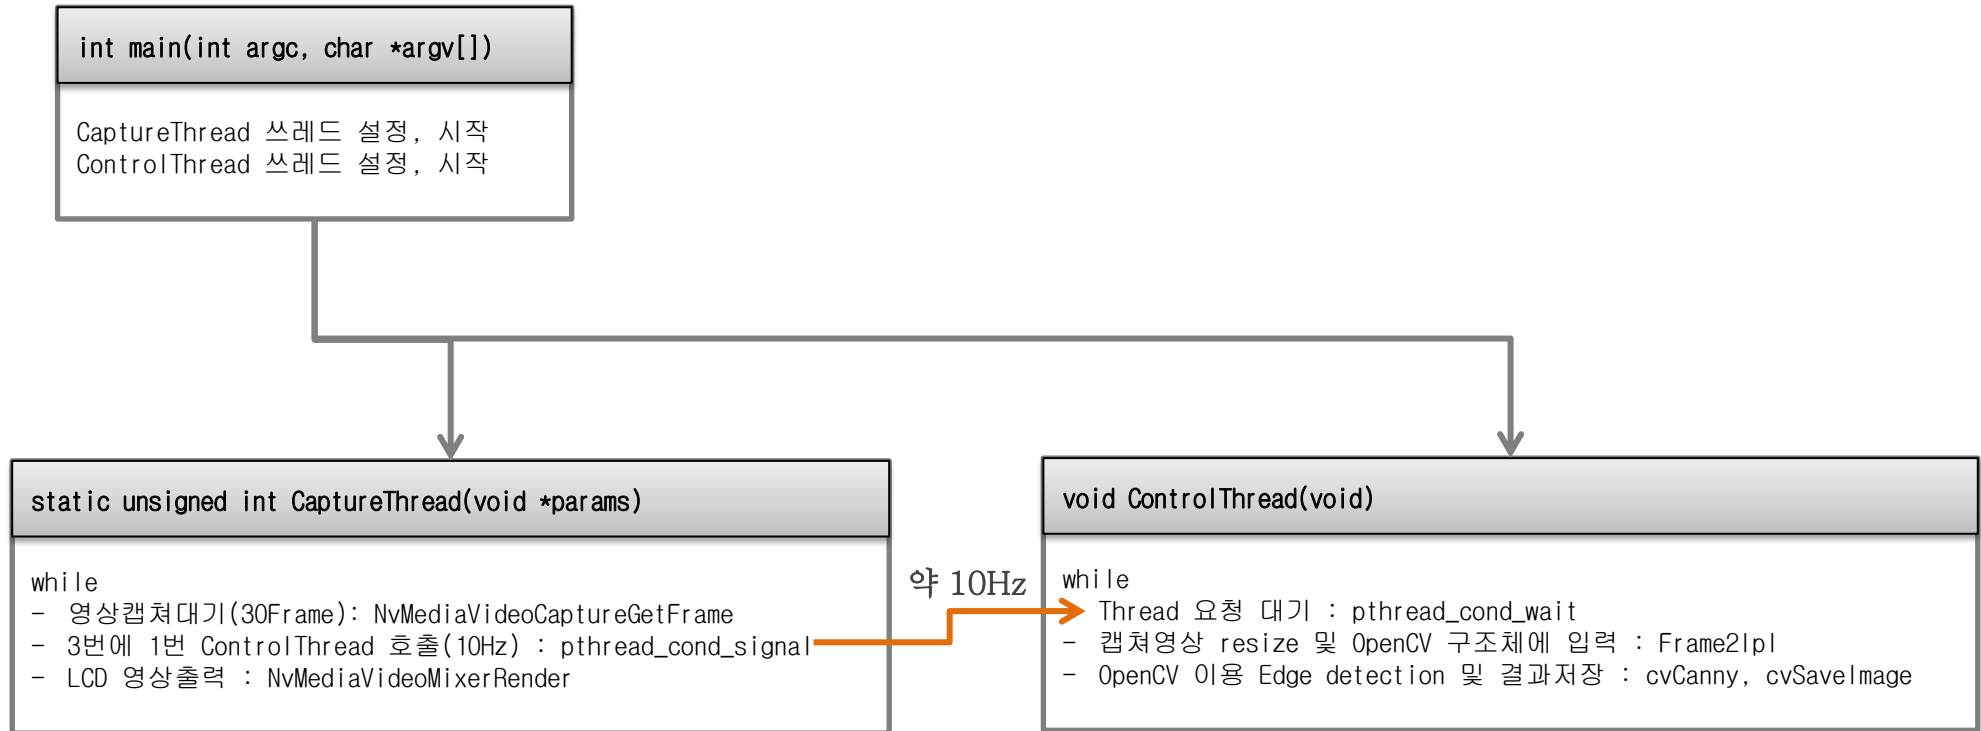 int main(int argc, char *argv[])
CaptureThread 쓰레드 설정, 시작
ControlThread 쓰레드 설정, 시작
static unsigned int CaptureThread(void *params)
while
- 영상캡쳐대기(30Frame): NvMediaVideoCaptureGetFrame
- 3번에 1번 ControlThread 호출(10Hz) : pthread_cond_signal
- LCD 영상출력 : NvMediaVideoMixerRender
약 10Hz
void ControlThread(void)
while
Thread 요청 대기 : pthread_cond_wait
- 캡쳐영상 resize 및 OpenCV 구조체에 입력 : Frame2Ipl
- OpenCV 이용 Edge detection 및 결과저장 : cvCanny, cvSaveImage